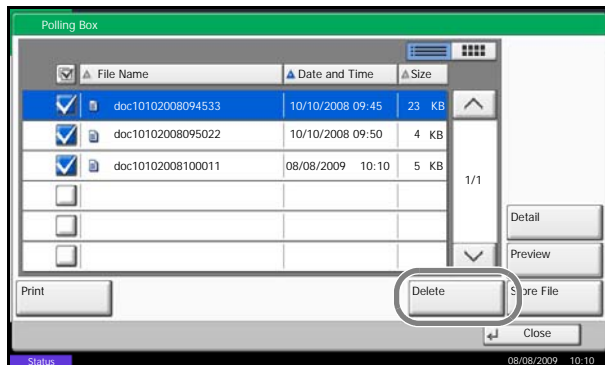 Polling Box
File Name Date and Time Size
doc10102008094533 10/10/2008 09:45 23 KB
doc10102008095022 10/10/2008 09:50 4 KB
doc10102008100011 08/08/2009 10:10 5 KB
1/1
Detail
Preview
Print Delete Store File
Close
Status 08/08/2009 10:10